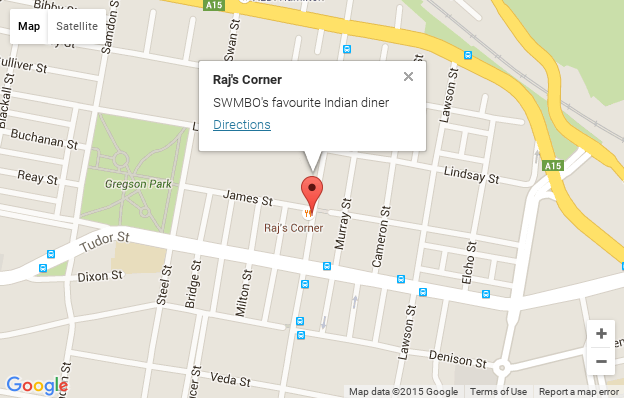 Bibby St
Samdon St
A15
ALDI Hamilton
Map
Satellite
Swan St
Gulliver St
Blackall St
Raj's Corner
SWMBO's favourite Indian diner
Directions
Lawson St
Buchanan St
Reay St
Gregson Park
Lindsay St
A15
James St
Raj's Corner
Murray St
Cameron St
Tudor St
Elcho St
Dixon St
Steel St
Bridge St
Milton St
Lawson St
Denison St
Veda St
Google
Map data ©2015 Google
Terms of Use
Report a map error